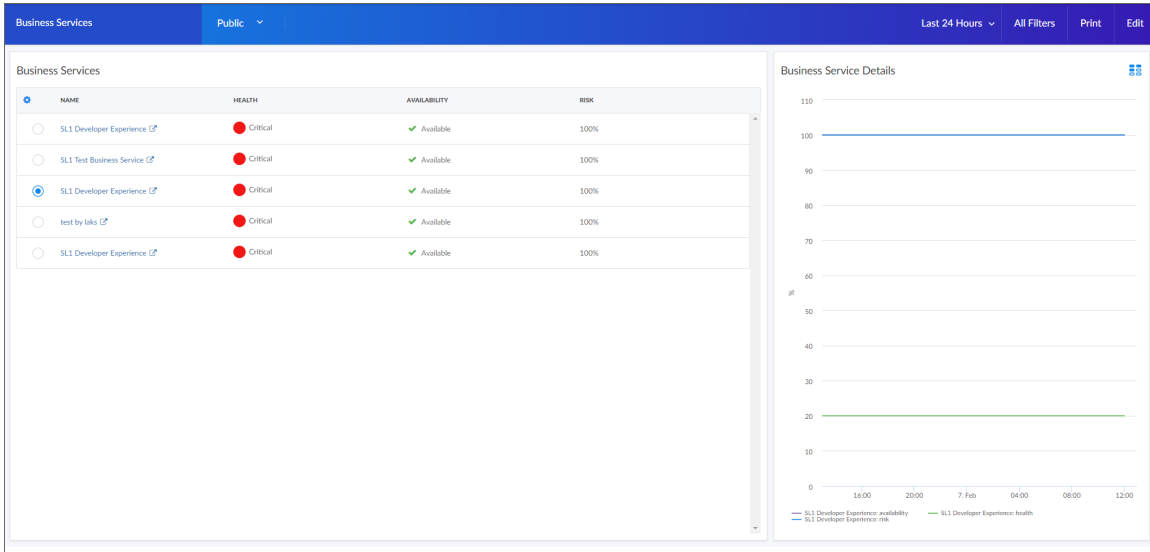 Business Services Public Last 24 Hours All Filters Print Edit
Business Services
NAME HEALTH AVAILABILITY RISK
SL1 Developer Experience Critical Available 100%
SL1 Test Business Service Critical Available 100%
SL1 Developer Experience Critical Available 100%
test by laks Critical Available 100%
SL1 Developer Experience Critical Available 100%
Business Service Details
110
100
90
80
70
60
%
50
40
30
20
10
0
16:00 20:00 7. Feb 04:00 08:00 12:00
SL1 Developer Experience: availability SL1 Developer Experience: health
SL1 Developer Experience: risk